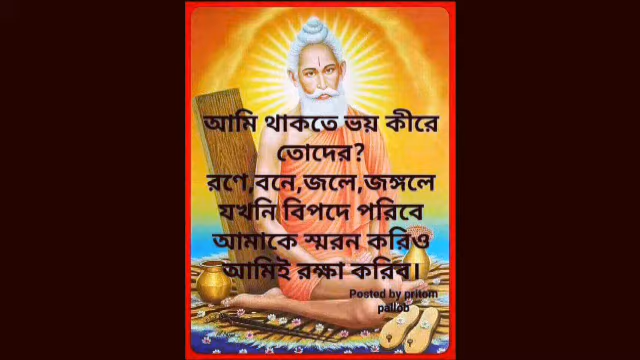 আমি থাকতে ভয় কীরে
তোদের?
রণে,বনে,জলে,জঙ্গলে
যখনি বিপদে পরিবে
আমাকে স্মরন করিও
আমিই রক্ষা করিব।
Posted by pritom
pallob